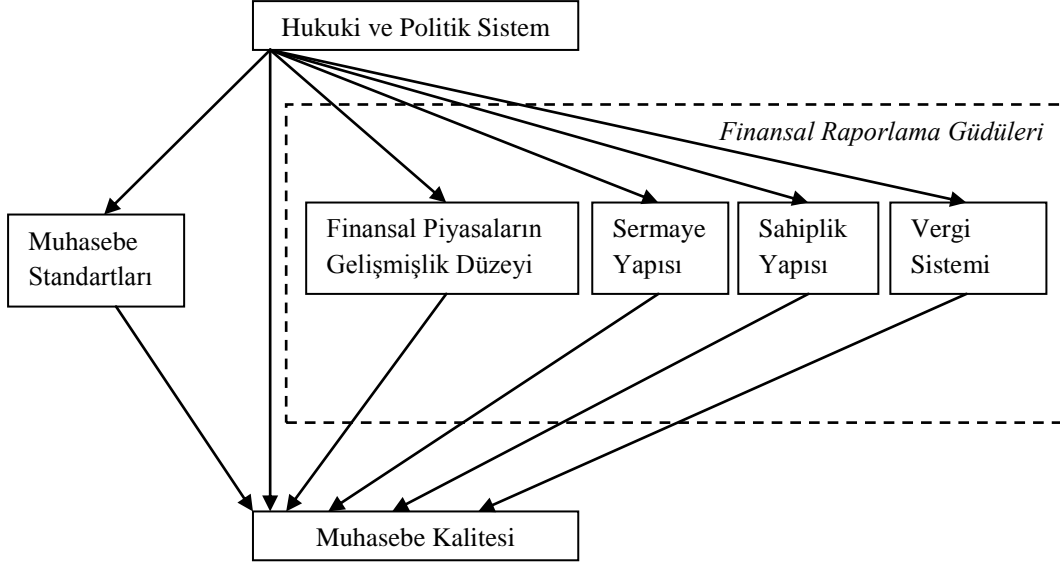 Hukuki ve Politik Sistem
Finansal Raporlama Güdüleri
Muhasebe
Standartları
Finansal Piyasaların
Gelişmişlik Düzeyi
Sermaye
Yapısı
Sahiplik
Yapısı
Vergi
Sistemi
Muhasebe Kalitesi